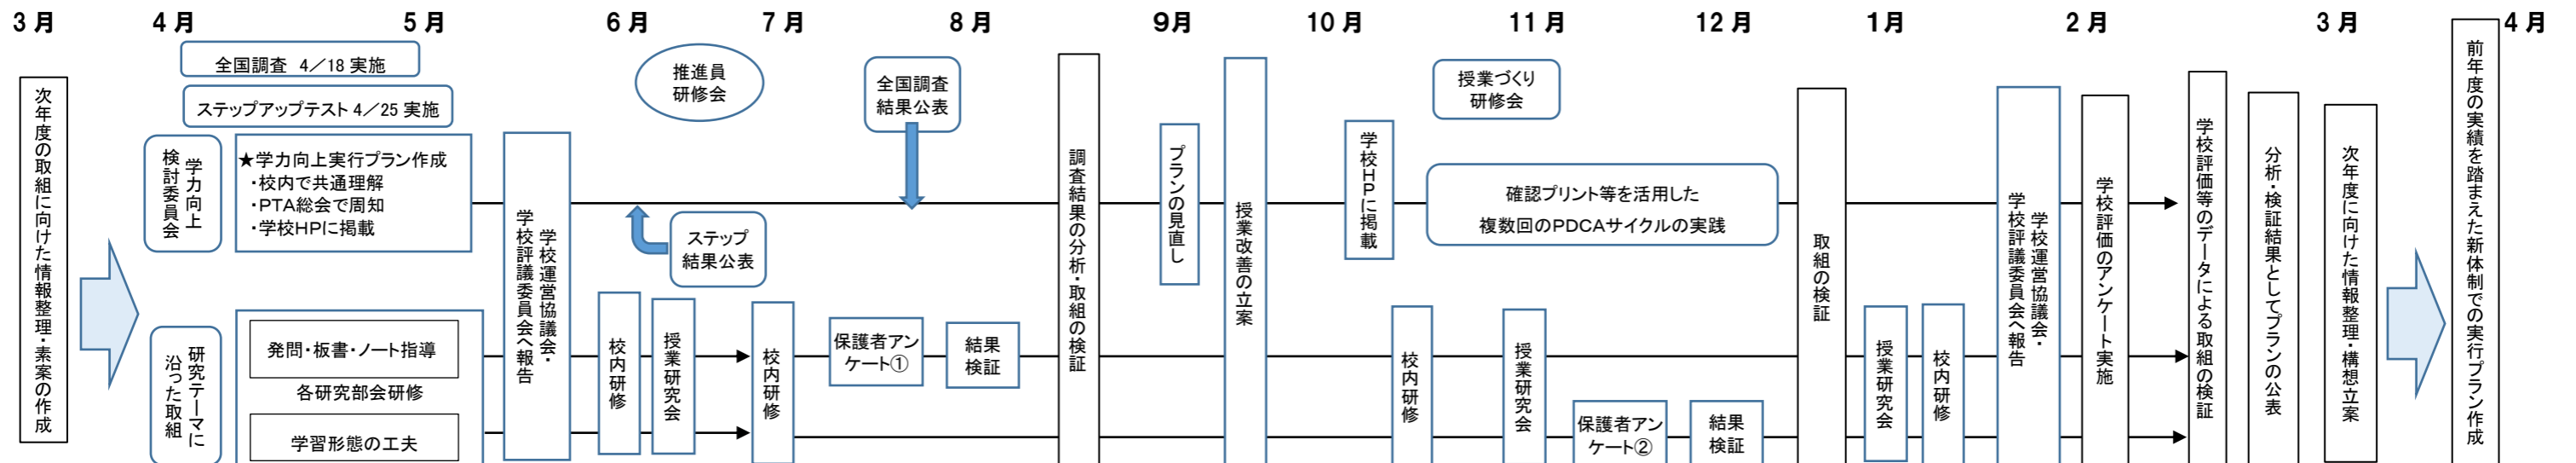 3月 4月 5月 6月 7月 8月 9月 10月 11月 12月 1月 2月 3月 4月
次年度の取組に向けた情報整理・素案の作成
全国調査 4／18 実施
ステップアップテスト 4／25 実施
学力向上
検討委員会
★学力向上実行プラン作成
・校内で共通理解
・PTA総会で周知
・学校HPに掲載
研究テーマに
沿った取組
発問・板書・ノート指導
各研究部会研修
学習形態の工夫
学校運営協議会・
学校評議委員会へ報告
推進員
研修会
ステップ
結果公表
校内研修
授業研究会
校内研修
全国調査
結果公表
保護者アン
ケート①
結果
検証
調査結果の分析・取組の検証
プランの見直し
授業改善の立案
学校HPに掲載
授業づくり
研修会
確認プリント等を活用した
複数回のPDCAサイクルの実践
校内研修
授業研究会
保護者アン
ケート②
結果
検証
取組の検証
授業研究会
校内研修
学校運営協議会・
学校評議委員会へ報告
学校評価のアンケート実施
学校評価等のデータによる取組の検証
分析・検証結果としてプランの公表
次年度に向けた情報整理・構想立案
前年度の実績を踏まえた新体制での実行プラン作成